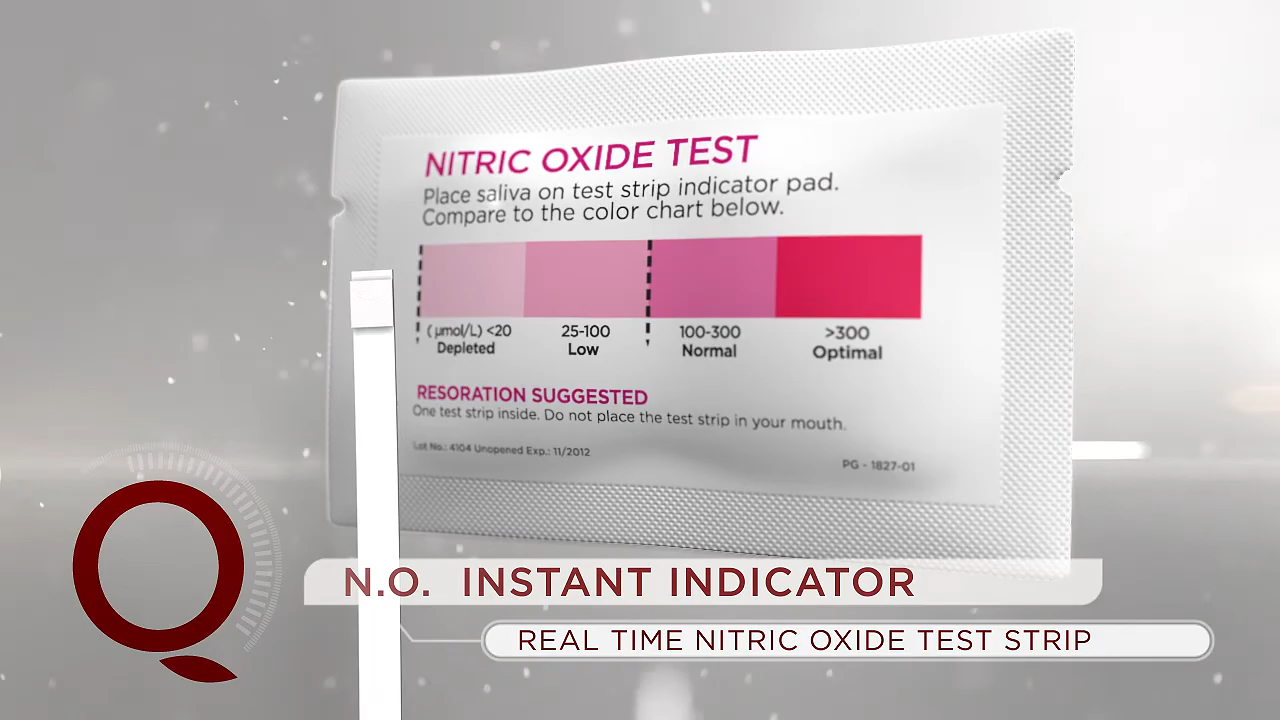 NITRIC OXIDE TEST
Place saliva on test strip indicator pad.
Compare to the color chart below.
(µmol/L) <20 25-100 100-300 >300
Depleted Low Normal Optimal
RESORATION SUGGESTED
One test strip inside. Do not place the test strip in your mouth.
Lot No.: 4104 Unopened Exp.: 11/2012
PG - 1827-01
Q
N.O. INSTANT INDICATOR
REAL TIME NITRIC OXIDE TEST STRIP